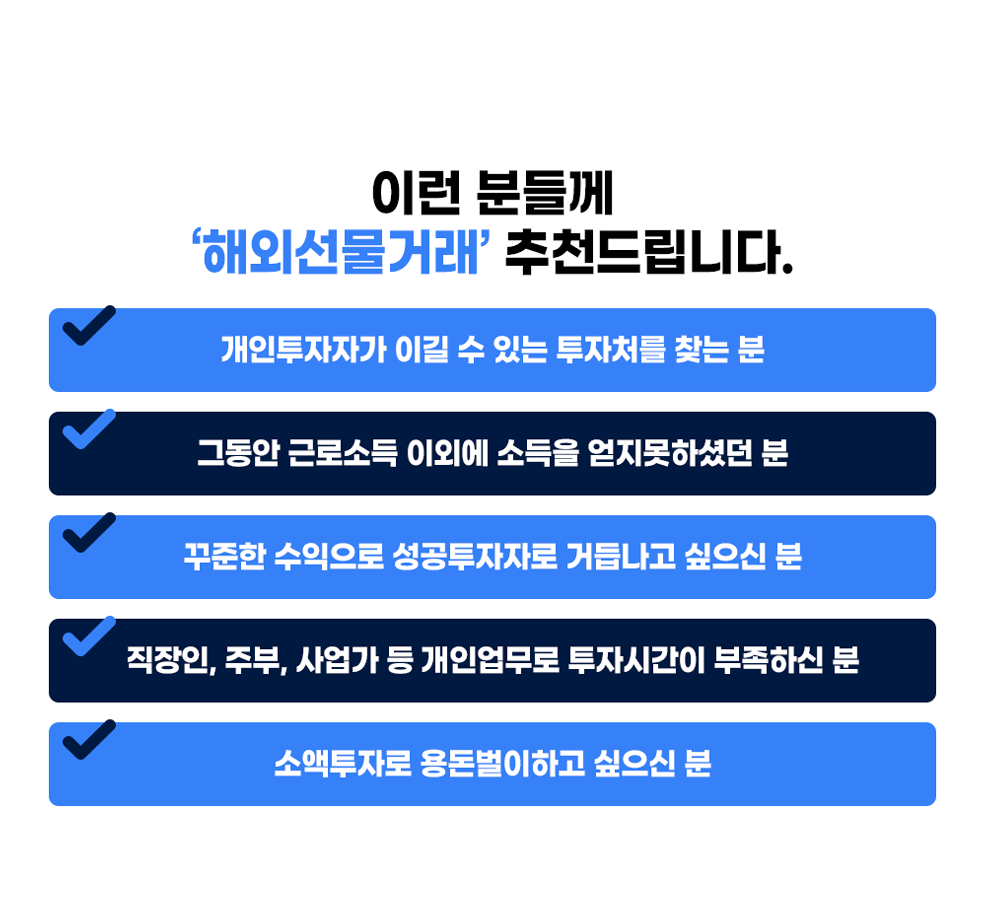 이런 분들께
‘해외선물거래’ 추천드립니다.
개인투자자가 이길 수 있는 투자처를 찾는 분
그동안 근로소득 이외에 소득을 얻지못하셨던 분
꾸준한 수익으로 성공투자자로 거듭나고 싶으신 분
직장인, 주부, 사업가 등 개인업무로 투자시간이 부족하신 분
소액투자로 용돈벌이하고 싶으신 분